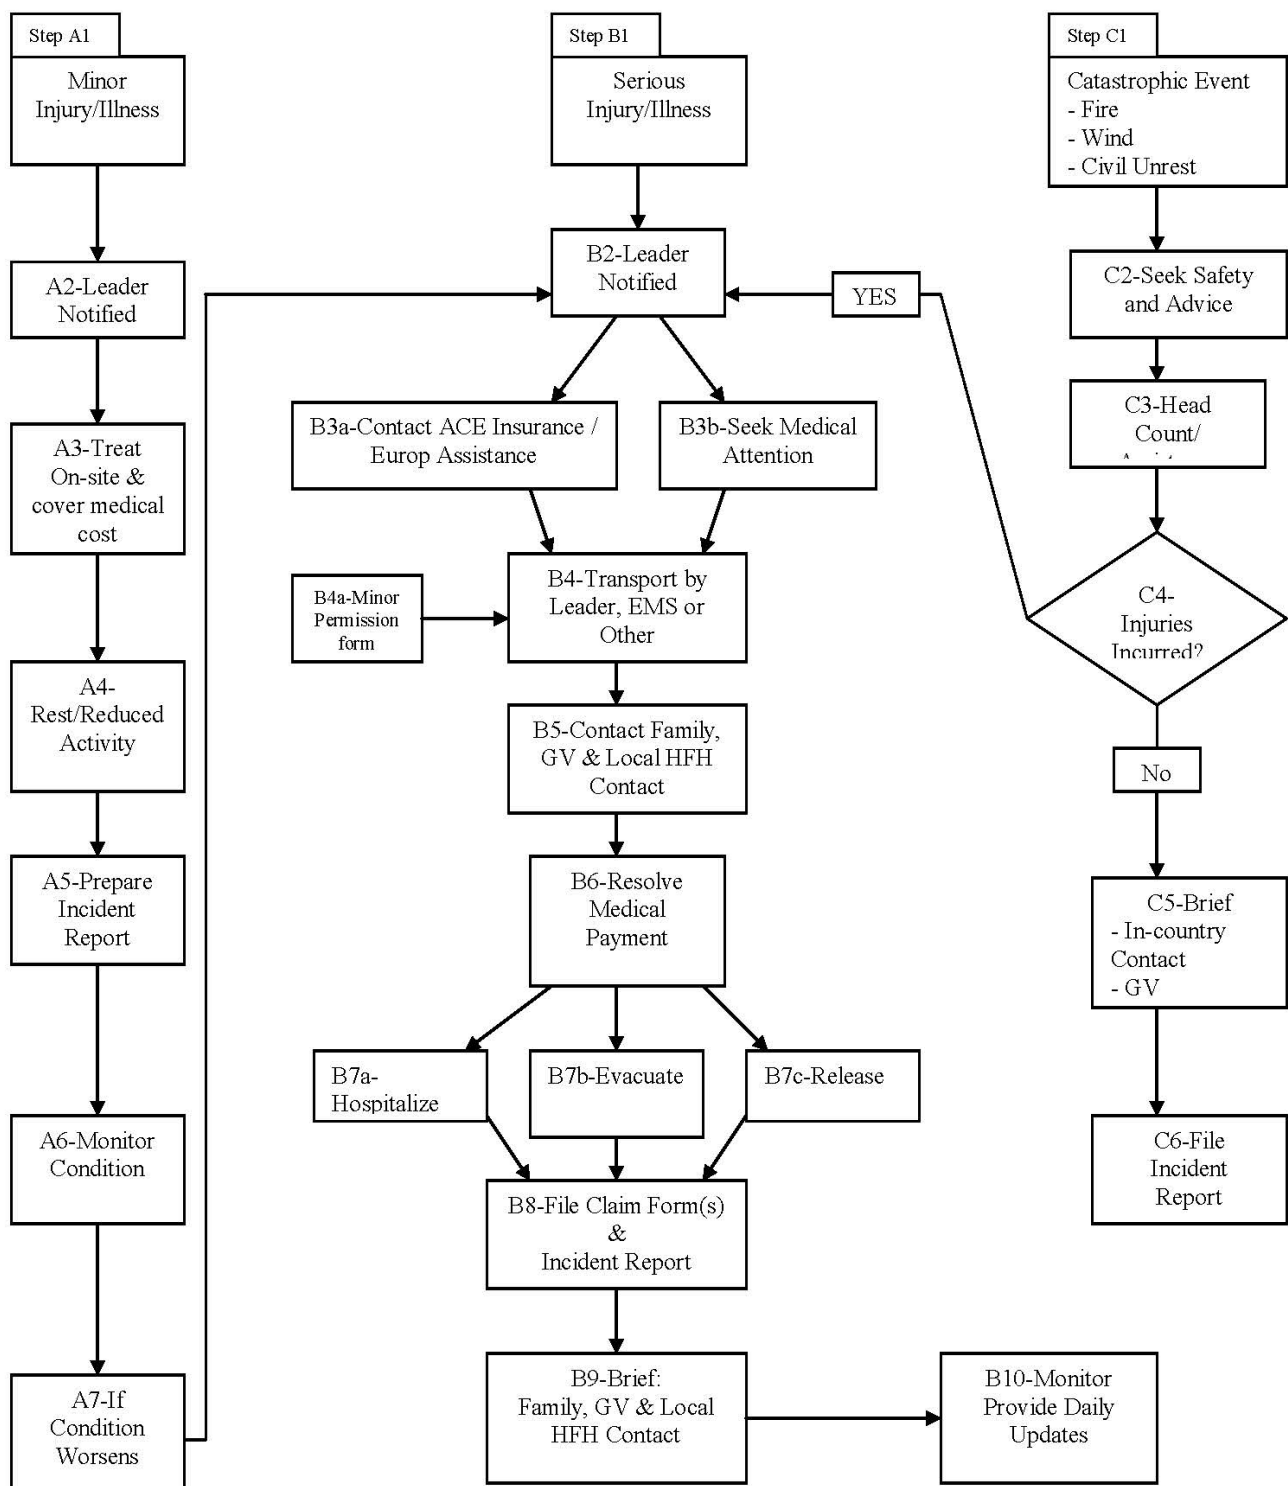 Step A1
Minor
Injury/Illness
A2-Leader
Notified
A3-Treat
On-site &
cover medical
cost
A4-
Rest/Reduced
Activity
A5-Prepare
Incident
Report
A6-Monitor
Condition
A7-If
Condition
Worsens
Step B1
Serious
Injury/Illness
B2-Leader
Notified
B3a-Contact ACE Insurance /
Europ Assistance
B3b-Seek Medical
Attention
B4a-Minor
Permission
form
B4-Transport by
Leader, EMS or
Other
B5-Contact Family,
GV & Local HFH
Contact
B6-Resolve
Medical
Payment
B7a-
Hospitalize
B7b-Evacuate
B7c-Release
B8-File Claim Form(s)
&
Incident Report
B9-Brief:
Family, GV & Local
HFH Contact
B10-Monitor
Provide Daily
Updates
Step C1
Catastrophic Event
- Fire
- Wind
- Civil Unrest
C2-Seek Safety
and Advice
C3-Head
Count/
C4-
Injuries
Incurred?
YES
No
C5-Brief
- In-country
Contact
- GV
C6-File
Incident
Report